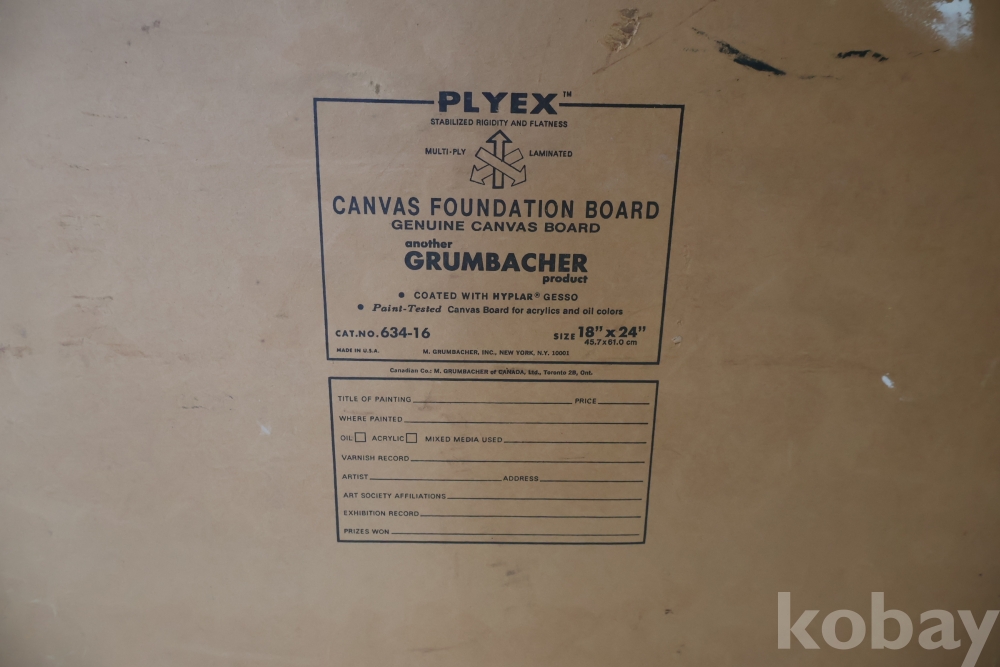 PLYEX™
STABILIZED RIGIDITY AND FLATNESS
MULTI-PLY LAMINATED
CANVAS FOUNDATION BOARD
GENUINE CANVAS BOARD
another
GRUMBACHER
product
• COATED WITH HYPLAR® GESSO
• Paint-Tested Canvas Board for acrylics and oil colors
CAT.NO. 634-16 SIZE 18" x 24"
45.7 x 61.0 cm
MADE IN U.S.A. M. GRUMBACHER, INC., NEW YORK, N.Y. 10001
Canadian Co.: M. GRUMBACHER of CANADA, Ltd., Toronto 2B, Ont.
TITLE OF PAINTING PRICE
WHERE PAINTED
OIL ACRYLIC MIXED MEDIA USED
VARNISH RECORD
ARTIST ADDRESS
ART SOCIETY AFFILIATIONS
EXHIBITION RECORD
PRIZES WON
kobay